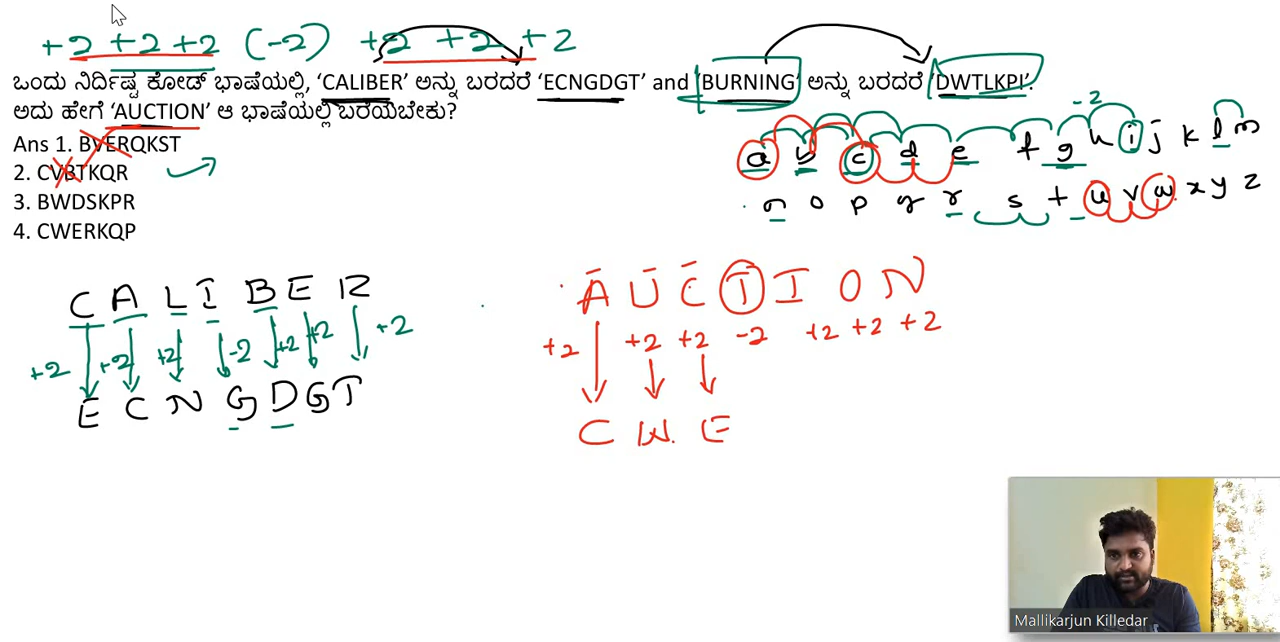 +2 +2 +2 (-2) +2 +2 +2
ಒಂದು ನಿರ್ದಿಷ್ಟ ಕೋಡ್ ಭಾಷೆಯಲ್ಲಿ, ‘CALIBER’ ಅನ್ನು ಬರದರೆ ‘ECNGDGT’ and ‘BURNING’ ಅನ್ನು ಬರದರೆ ‘DWTLKPI’.
ಅದು ಹೇಗೆ ‘AUCTION’ ಆ ಭಾಷೆಯಲ್ಲಿ ಬರೆಯಬೇಕು?
-2
Ans 1. BVERQKST
a b c d e f g h i j k l m
2. CVBTKQR
3. BWDSKPR
n o p q r s t u v w x y z
4. CWERKQP
C A L I B E R
A U C T I O N
+2 +2 +2 -2 +2 +2 +2
+2 +2 +2 -2 +2 +2 +2
E C N G D G T
C W E
Mallikarjun Killedar